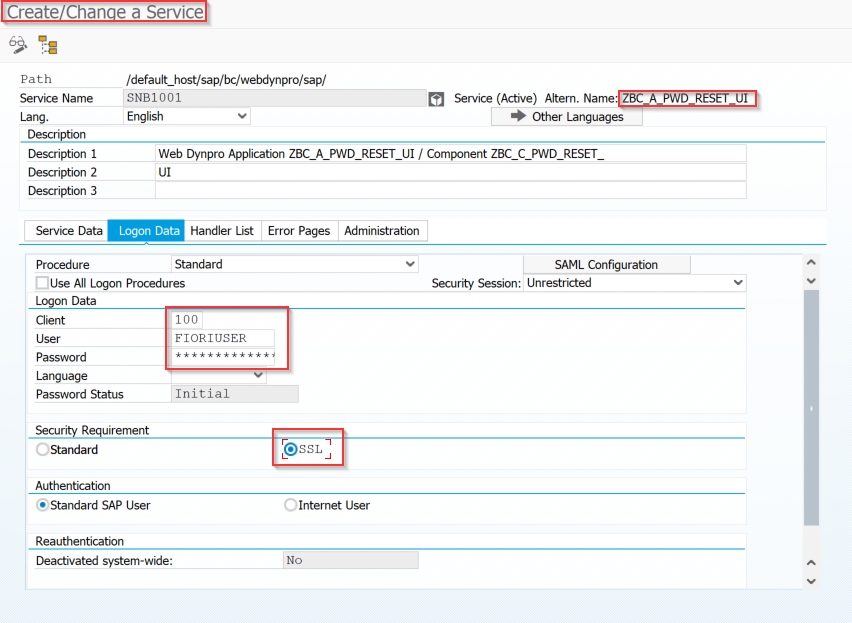 Create/Change a Service
Path /default_host/sap/bc/webdynpro/sap/
Service Name SNB1001 Service (Active) Altern. Name: ZBC_A_PWD_RESET_UI
Lang. English Other Languages
Description
Description 1 Web Dynpro Application ZBC_A_PWD_RESET_UI / Component ZBC_C_PWD_RESET_
Description 2 UI
Description 3
Service Data Logon Data Handler List Error Pages Administration
Procedure Standard SAML Configuration
Use All Logon Procedures Security Session: Unrestricted
Logon Data
Client 100
User FIORIUSER
Password *************
Language
Password Status Initial
Security Requirement
Standard SSL
Authentication
Standard SAP User Internet User
Reauthentication
Deactivated system-wide: No